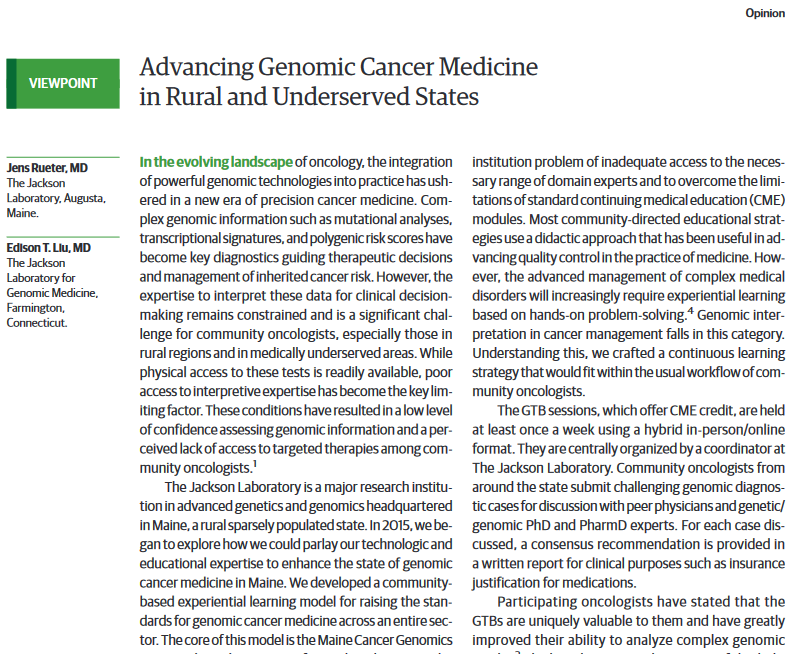 Opinion
VIEWPOINT
Advancing Genomic Cancer Medicine
in Rural and Underserved States
Jens Rueter, MD
The Jackson
Laboratory, Augusta,
Maine.
Edison T. Liu, MD
The Jackson
Laboratory for
Genomic Medicine,
Farmington,
Connecticut.
In the evolving landscape of oncology, the integration
of powerful genomic technologies into practice has ush-
ered in a new era of precision cancer medicine. Com-
plex genomic information such as mutational analyses,
transcriptional signatures, and polygenic risk scores have
become key diagnostics guiding therapeutic decisions
and management of inherited cancer risk. However, the
expertise to interpret these data for clinical decision-
making remains constrained and is a significant chal-
lenge for community oncologists, especially those in
rural regions and in medically underserved areas. While
physical access to these tests is readily available, poor
access to interpretive expertise has become the key lim-
iting factor. These conditions have resulted in a low level
of confidence assessing genomic information and a per-
ceived lack of access to targeted therapies among com-
munity oncologists.1
The Jackson Laboratory is a major research institu-
tion in advanced genetics and genomics headquartered
in Maine, a rural sparsely populated state. In 2015, we be-
gan to explore how we could parlay our technologic and
educational expertise to enhance the state of genomic
cancer medicine in Maine. We developed a community-
based experiential learning model for raising the stan-
dards for genomic cancer medicine across an entire sec-
tor. The core of this model is the Maine Cancer Genomics
institution problem of inadequate access to the neces-
sary range of domain experts and to overcome the limi-
tations of standard continuing medical education (CME)
modules. Most community-directed educational strat-
egies use a didactic approach that has been useful in ad-
vancing quality control in the practice of medicine. How-
ever, the advanced management of complex medical
disorders will increasingly require experiential learning
based on hands-on problem-solving.4 Genomic inter-
pretation in cancer management falls in this category.
Understanding this, we crafted a continuous learning
strategy that would fit within the usual workflow of com-
munity oncologists.
The GTB sessions, which offer CME credit, are held
at least once a week using a hybrid in-person/online
format. They are centrally organized by a coordinator at
The Jackson Laboratory. Community oncologists from
around the state submit challenging genomic diagnos-
tic cases for discussion with peer physicians and genetic/
genomic PhD and PharmD experts. For each case dis-
cussed, a consensus recommendation is provided in
a written report for clinical purposes such as insurance
justification for medications.
Participating oncologists have stated that the
GTBs are uniquely valuable to them and have greatly
improved their ability to analyze complex genomic